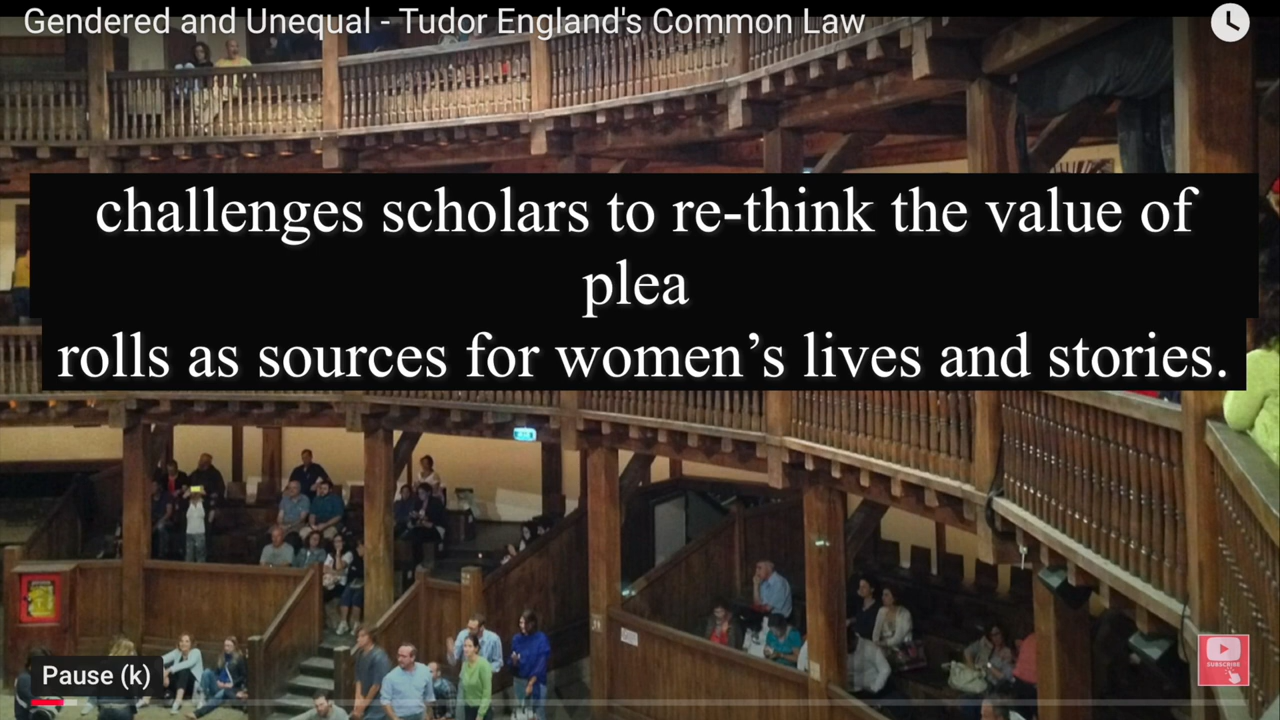 Gendered and Unequal - Tudor England's Common Law
challenges scholars to re-think the value of
plea
rolls as sources for women’s lives and stories.
SUBSCRIBE
Pause (k)